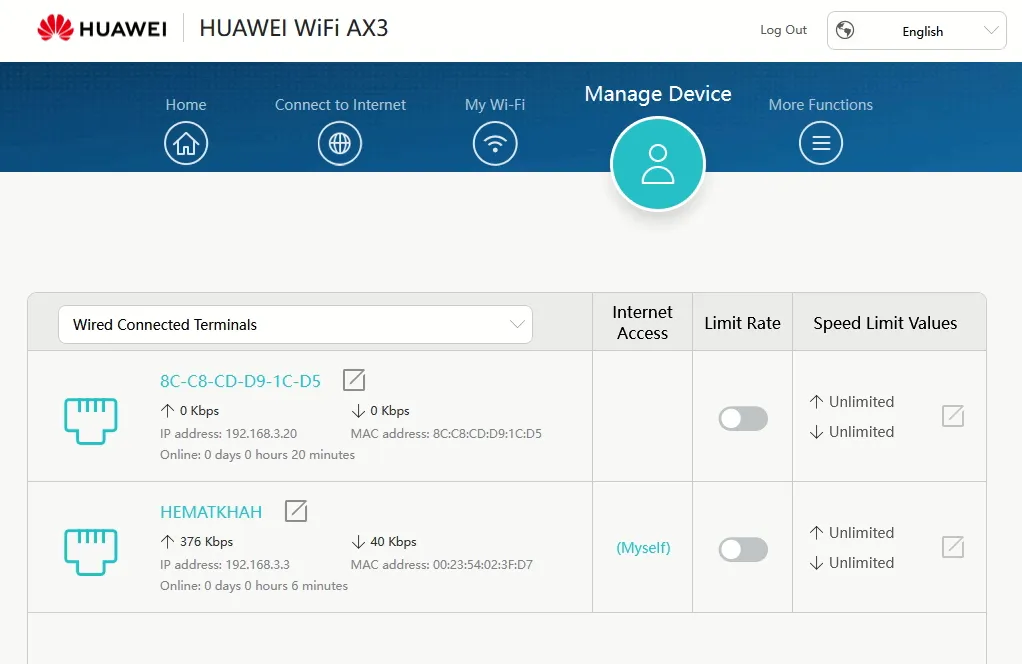 HUAWEI
HUAWEI WiFi AX3
Log Out
English
Home
Connect to Internet
My Wi-Fi
Manage Device
More Functions
Wired Connected Terminals
Internet
Access
Limit Rate
Speed Limit Values
8C-C8-CD-D9-1C-D5
↑ 0 Kbps ↓ 0 Kbps
IP address: 192.168.3.20 MAC address: 8C:C8:CD:D9:1C:D5
Online: 0 days 0 hours 20 minutes
↑ Unlimited
↓ Unlimited
HEMATKHAH
↑ 376 Kbps ↓ 40 Kbps
IP address: 192.168.3.3 MAC address: 00:23:54:02:3F:D7
Online: 0 days 0 hours 6 minutes
(Myself)
↑ Unlimited
↓ Unlimited